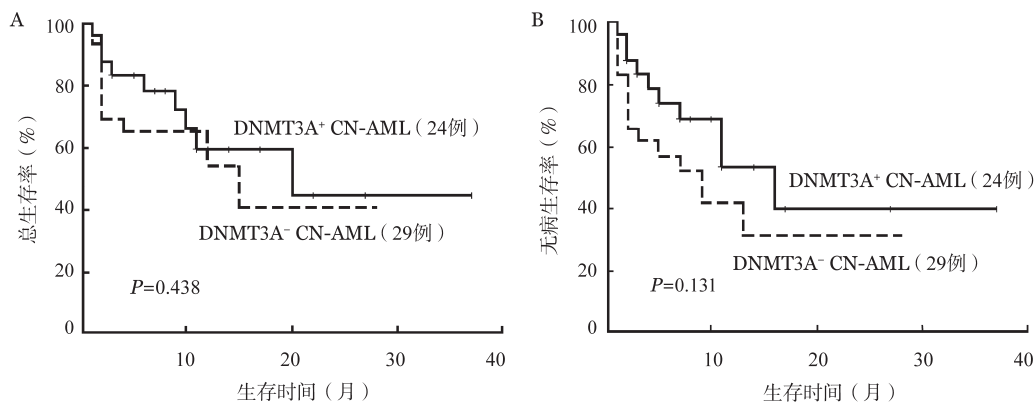 A
总生存率（%）
100
80
60
40
20
0
DNMT3A⁺ CN-AML（24例）
DNMT3A⁻ CN-AML（29例）
P=0.438
10 20 30 40
生存时间（月）
B
无病生存率（%）
100
80
60
40
20
0
DNMT3A⁺ CN-AML（24例）
DNMT3A⁻ CN-AML（29例）
P=0.131
10 20 30 40
生存时间（月）